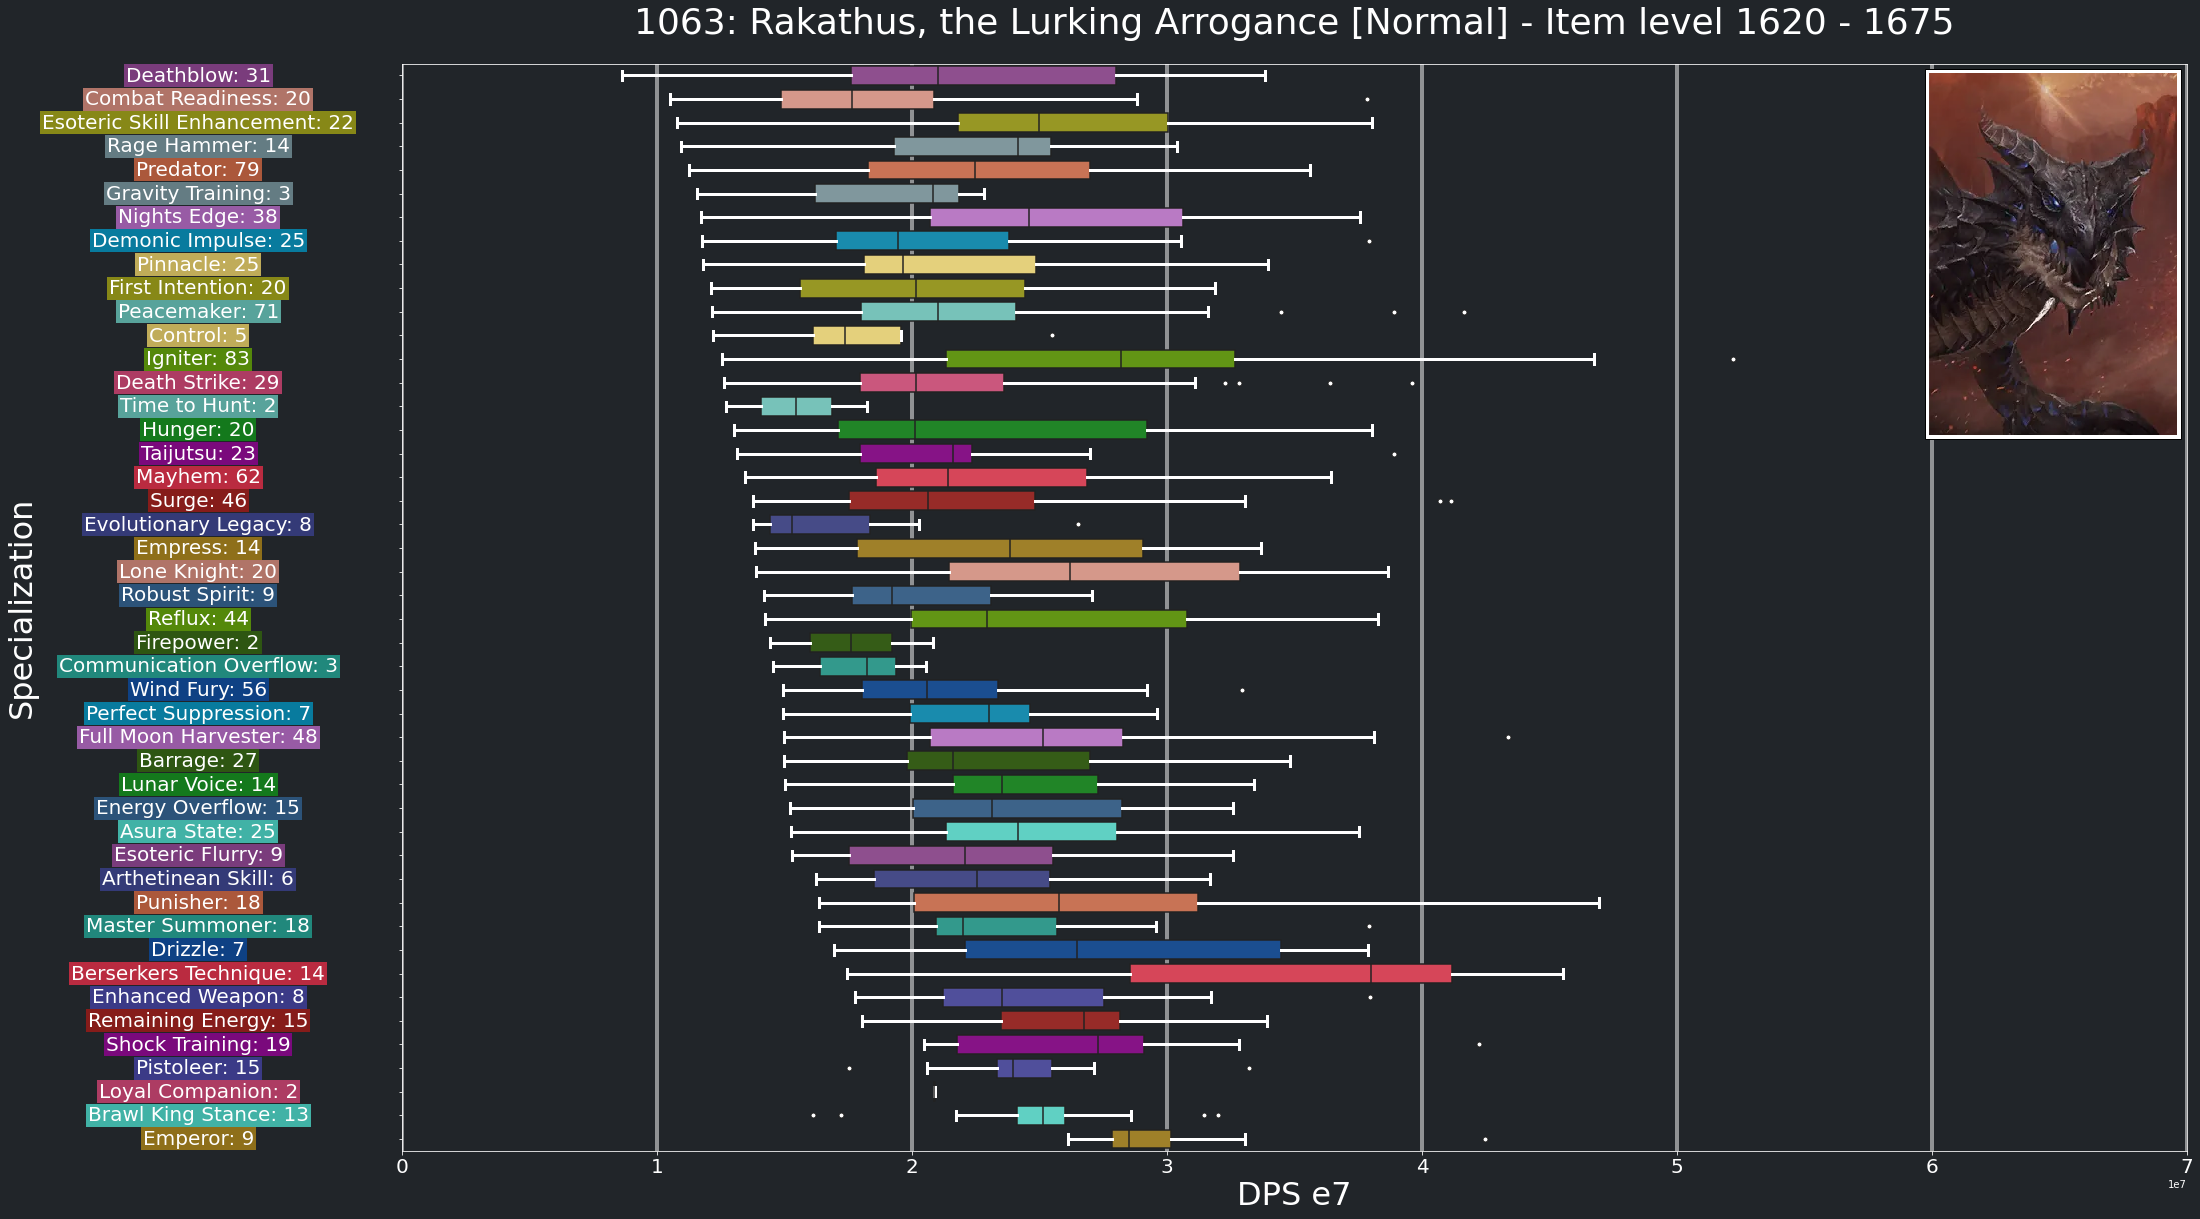 1063: Rakathus, the Lurking Arrogance [Normal] - Item level 1620 - 1675
Deathblow: 31
Combat Readiness: 20
Esoteric Skill Enhancement: 22
Rage Hammer: 14
Predator: 79
Gravity Training: 3
Nights Edge: 38
Demonic Impulse: 25
Pinnacle: 25
First Intention: 20
Peacemaker: 71
Control: 5
Igniter: 83
Death Strike: 29
Time to Hunt: 2
Hunger: 20
Taijutsu: 23
Mayhem: 62
Surge: 46
Evolutionary Legacy: 8
Empress: 14
Lone Knight: 20
Robust Spirit: 9
Reflux: 44
Firepower: 2
Communication Overflow: 3
Wind Fury: 56
Perfect Suppression: 7
Full Moon Harvester: 48
Barrage: 27
Lunar Voice: 14
Energy Overflow: 15
Asura State: 25
Esoteric Flurry: 9
Arthetinean Skill: 6
Punisher: 18
Master Summoner: 18
Drizzle: 7
Berserkers Technique: 14
Enhanced Weapon: 8
Remaining Energy: 15
Shock Training: 19
Pistoleer: 15
Loyal Companion: 2
Brawl King Stance: 13
Emperor: 9
Specialization
0 1 2 3 4 5 6 7
DPS e7
1e7